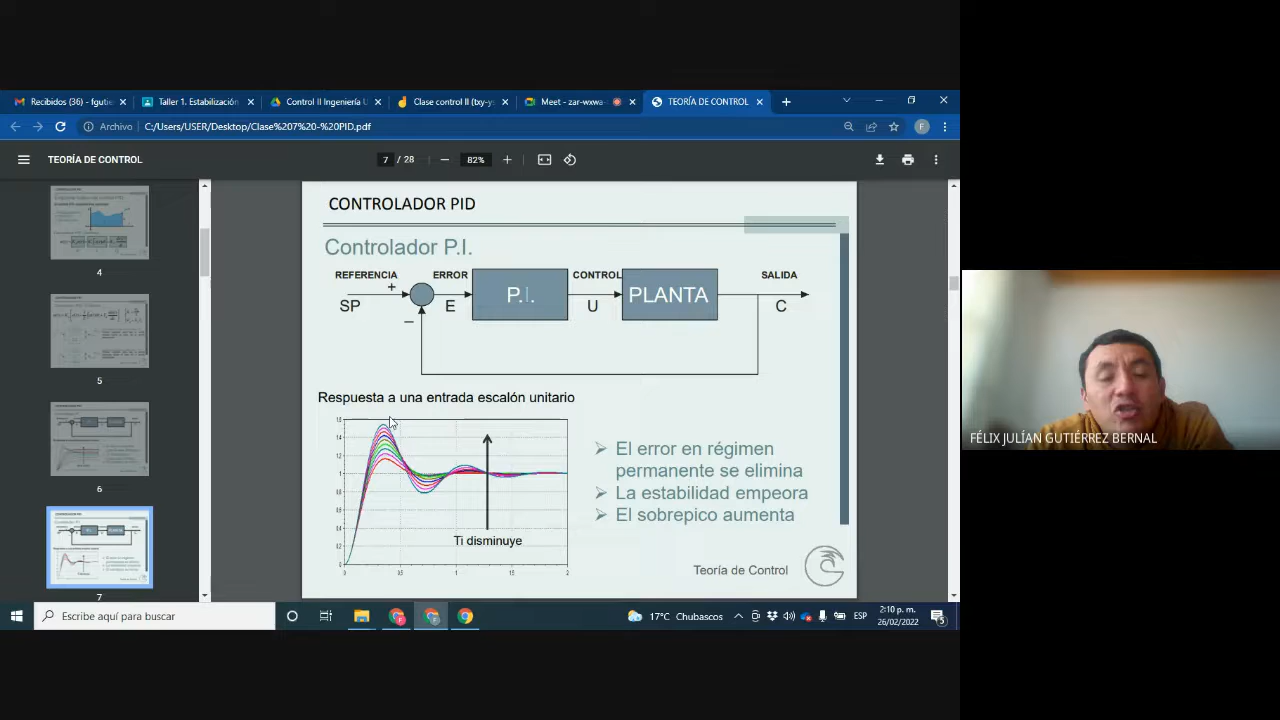 Recibidos (36) - fgutie
Taller 1. Estabilización
Control II Ingeniería U
Clase control II (txy-y
Meet - zar-wxwa-
TEORÍA DE CONTROL
Archivo
C:/Users/USER/Desktop/Clase%207%20-%20PID.pdf
F
TEORÍA DE CONTROL
7 / 28
82%
4
5
6
7
CONTROLADOR PID
Controlador P.I.
REFERENCIA
ERROR
CONTROL
SALIDA
+
SP
E
P.I.
U
PLANTA
C
−
Respuesta a una entrada escalón unitario
Ti disminuye
El error en régimen
permanente se elimina
La estabilidad empeora
El sobrepico aumenta
Teoría de Control
FÉLIX JULÍAN GUTIÉRREZ BERNAL
Escribe aquí para buscar
17°C Chubascos
ESP
2:10 p. m.
26/02/2022
5